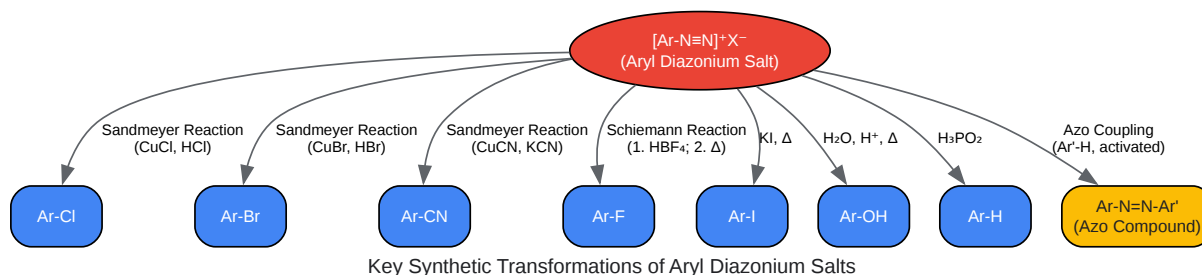 [Ar-N≡N]⁺X⁻
(Aryl Diazonium Salt)
Sandmeyer Reaction
(CuCl, HCl)
Sandmeyer Reaction
(CuBr, HBr)
Sandmeyer Reaction
(CuCN, KCN)
Schiemann Reaction
(1. HBF₄; 2. Δ)
KI, Δ
H₂O, H⁺, Δ
H₃PO₂
Azo Coupling
(Ar'-H, activated)
Ar-Cl
Ar-Br
Ar-CN
Ar-F
Ar-I
Ar-OH
Ar-H
Ar-N=N-Ar'
(Azo Compound)
Key Synthetic Transformations of Aryl Diazonium Salts